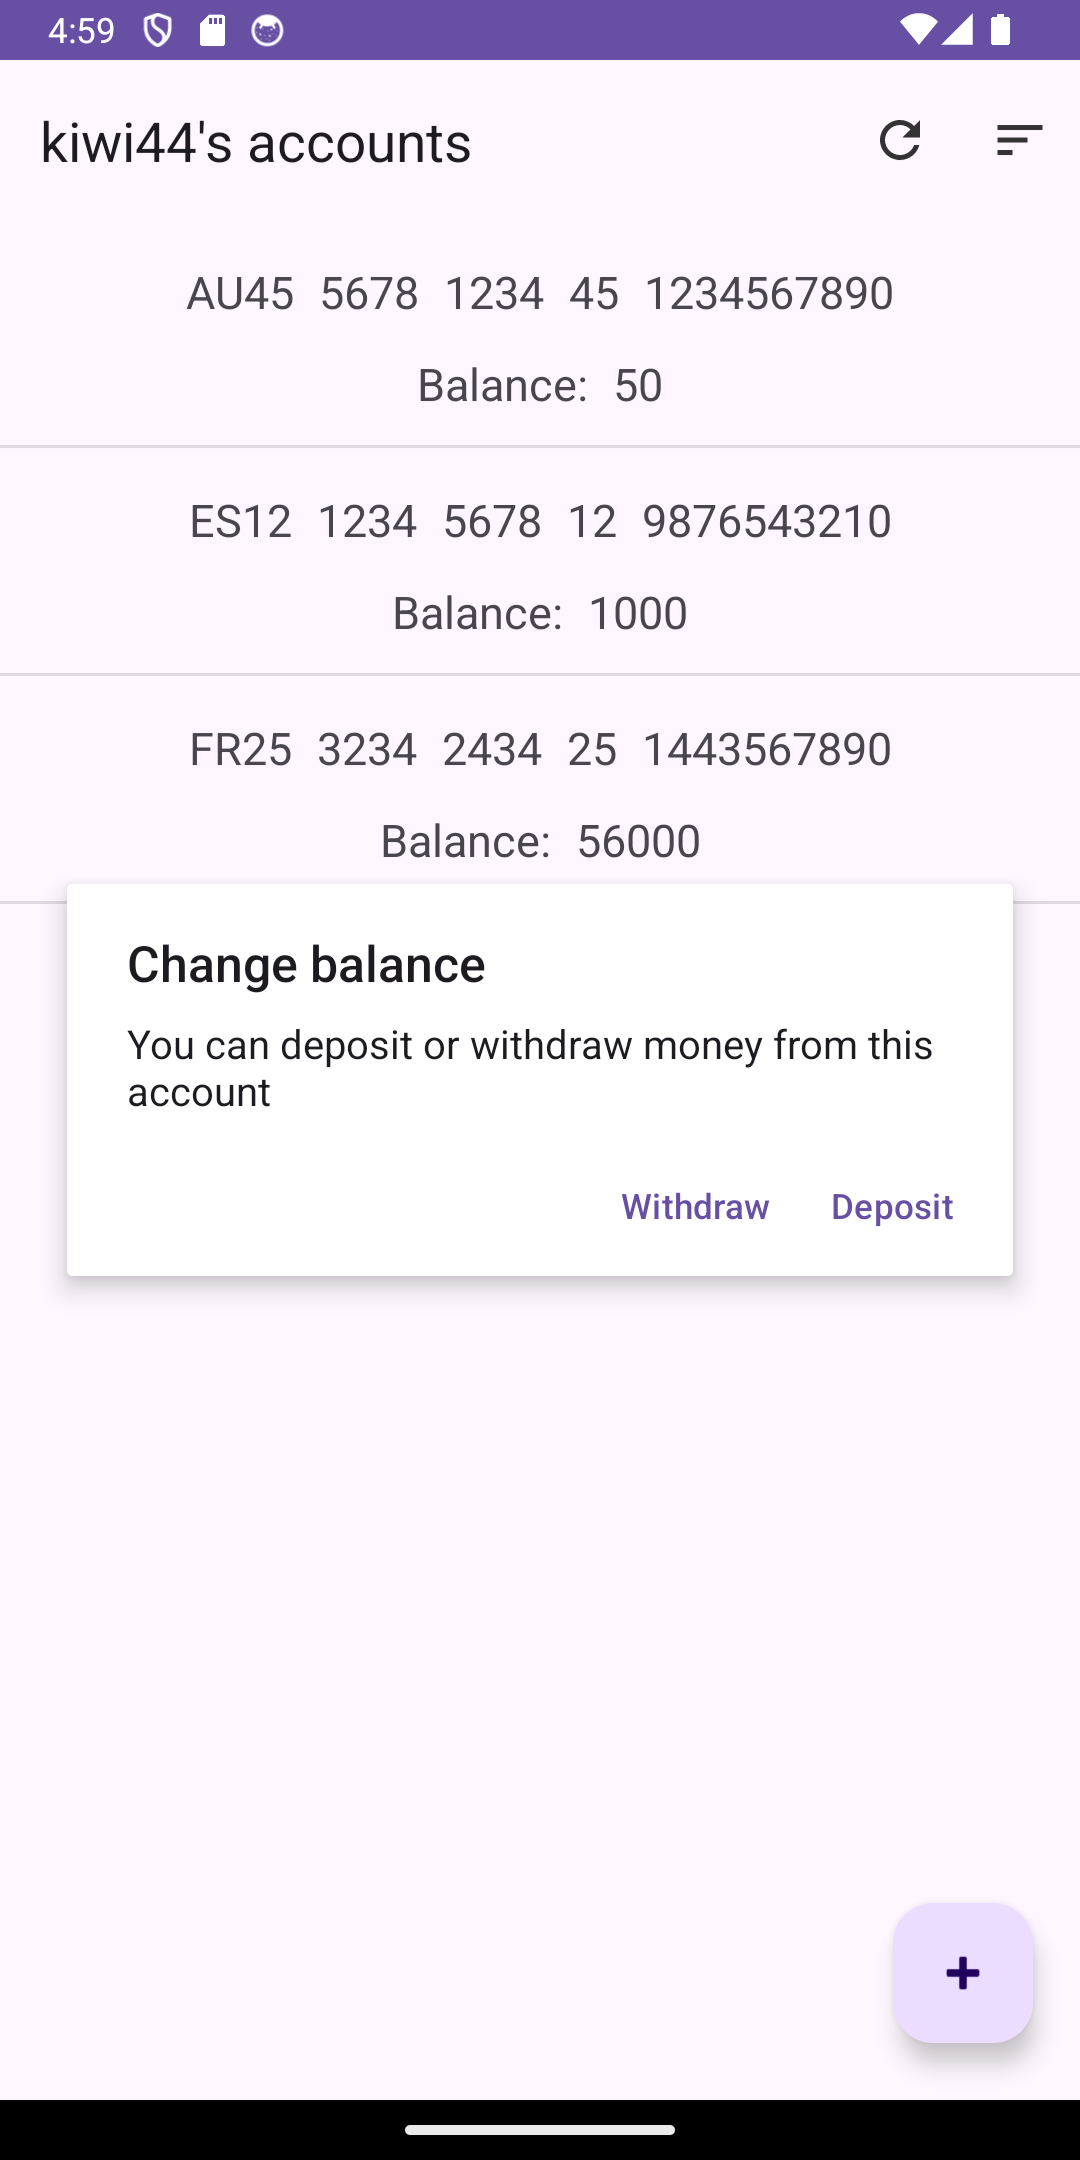 4:59
kiwi44's accounts
AU45 5678 1234 45 1234567890
Balance: 50
ES12 1234 5678 12 9876543210
Balance: 1000
FR25 3234 2434 25 1443567890
Balance: 56000
Change balance
You can deposit or withdraw money from this
account
Withdraw Deposit